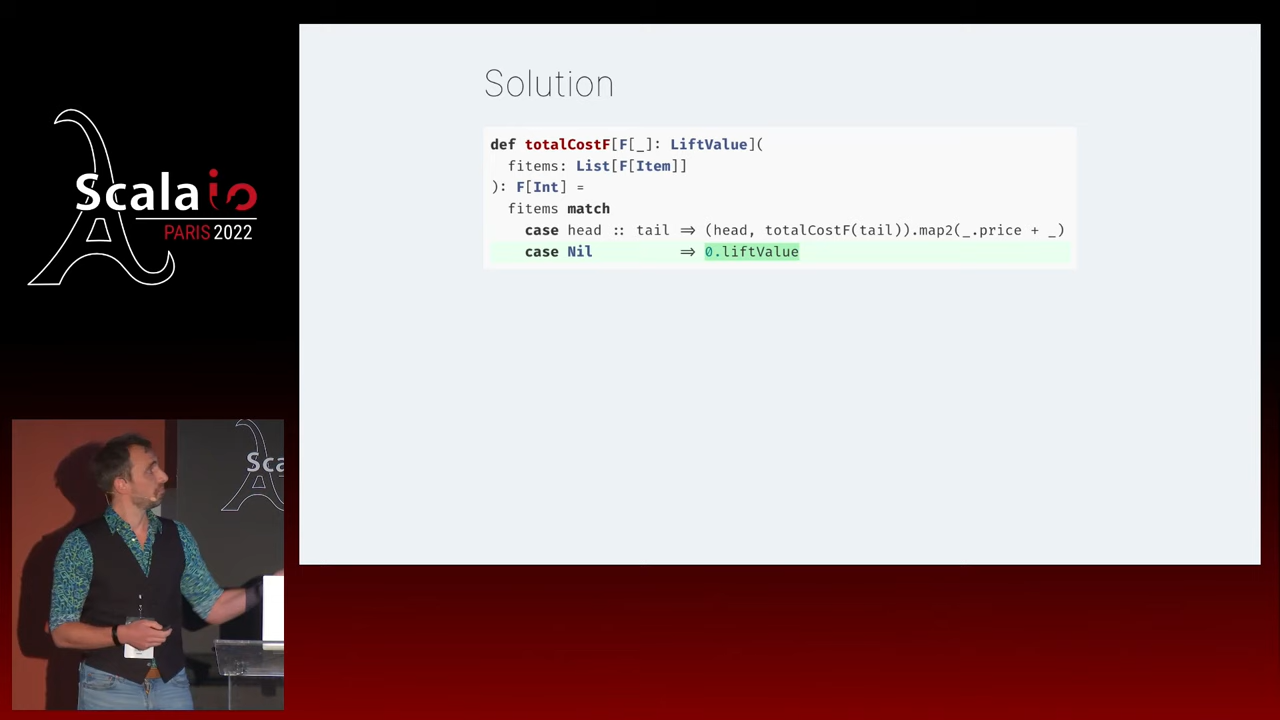 Solution
def totalCostF[F[_]: LiftValue](
fitems: List[F[Item]]
): F[Int] =
fitems match
case head :: tail ⇒ (head, totalCostF(tail)).map2(_.price + _)
case Nil ⇒ 0.liftValue
Scala io
PARIS 2022
Sca